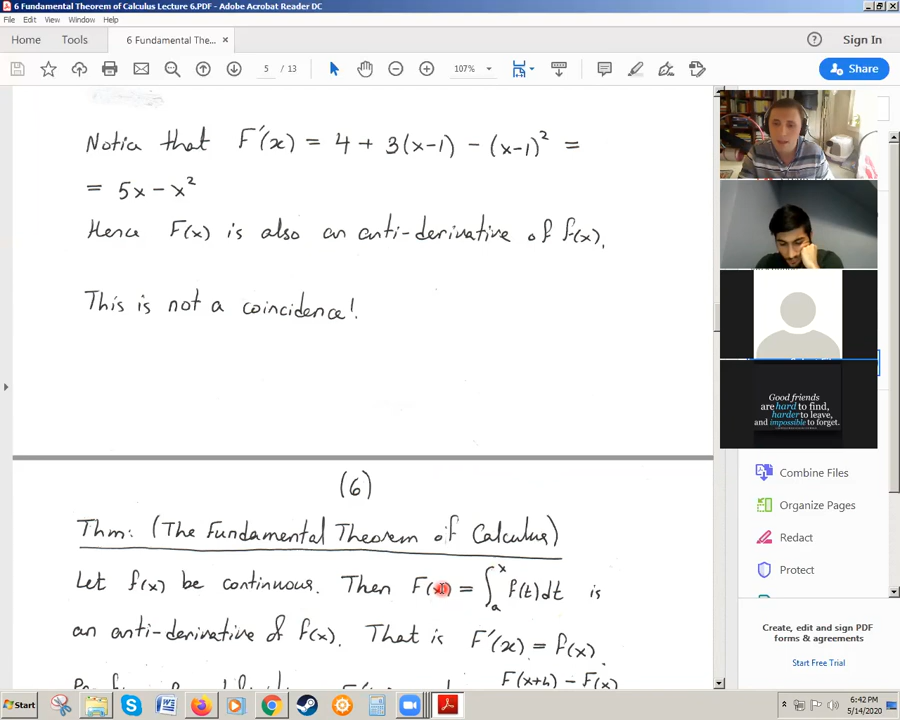 6 Fundamental Theorem of Calculus Lecture 6.PDF - Adobe Acrobat Reader DC
File Edit View Window Help
Home Tools 6 Fundamental The... × Sign In
5 / 13 107% Share
Notice that F'(x) = 4 + 3(x-1) - (x-1)² =
= 5x - x²
Hence F(x) is also an anti-derivative of f(x).
This is not a coincidence!
Good friends
are hard to find,
harder to leave,
and impossible to forget.
(6)
Thm: (The Fundamental Theorem of Calculus)
Let f(x) be continuous. Then F(x) = ∫ₐˣ f(t)dt is
an anti-derivative of f(x). That is F'(x) = f(x).
F(x+h) - F(x)
Combine Files
Organize Pages
Redact
Protect
Create, edit and sign PDF
forms & agreements
Start Free Trial
Start
6:42 PM
5/14/2020